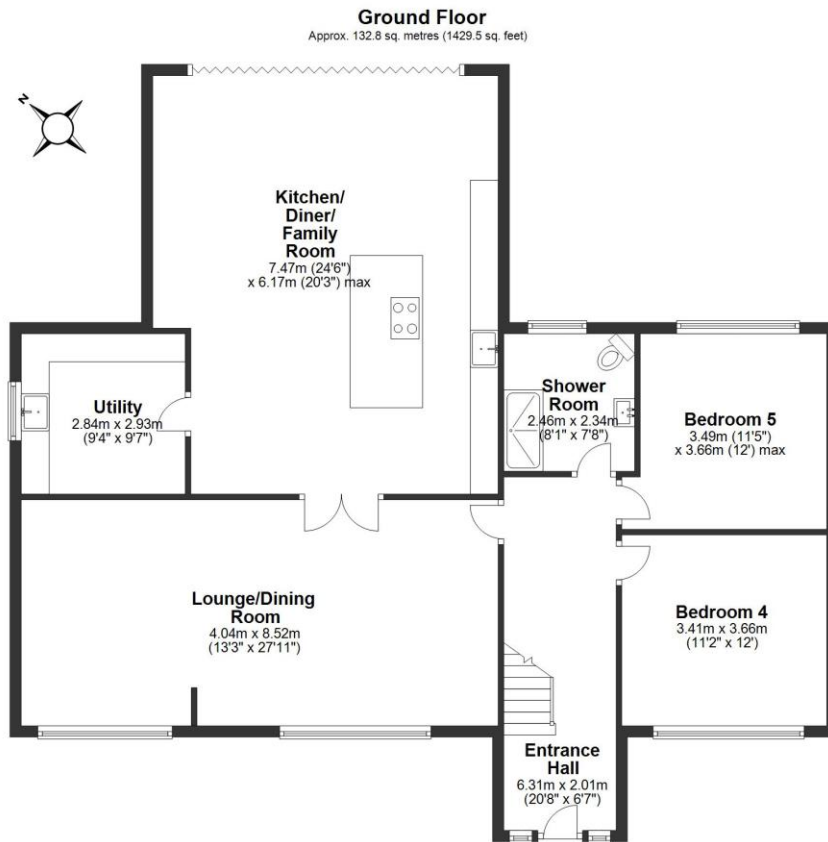 Ground Floor
Approx. 132.8 sq. metres (1429.5 sq. feet)
N
Kitchen/
Diner/
Family
Room
7.47m (24'6")
x 6.17m (20'3") max
Utility
2.84m x 2.93m
(9'4" x 9'7")
Shower
Room
2.46m x 2.34m
(8'1" x 7'8")
Bedroom 5
3.49m (11'5")
x 3.66m (12') max
Lounge/Dining
Room
4.04m x 8.52m
(13'3" x 27'11")
Bedroom 4
3.41m x 3.66m
(11'2" x 12')
Entrance
Hall
6.31m x 2.01m
(20'8" x 6'7")